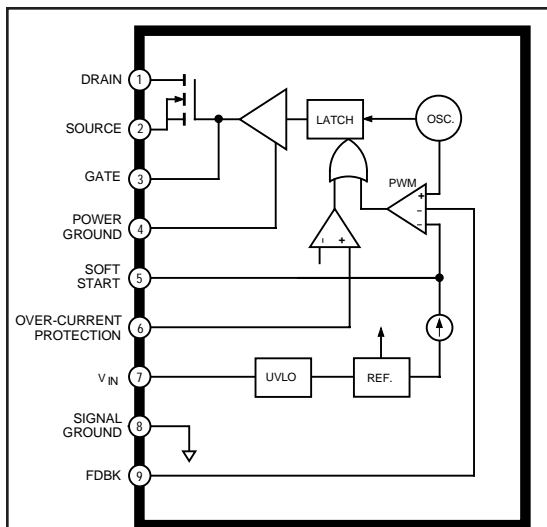 DRAIN
1
SOURCE
2
GATE
3
POWER
GROUND
4
SOFT
START
5
OVER-CURRENT
PROTECTION
6
V IN
7
SIGNAL
GROUND
8
FDBK
9
LATCH
OSC.
PWM
+
–
–
– +
UVLO
REF.